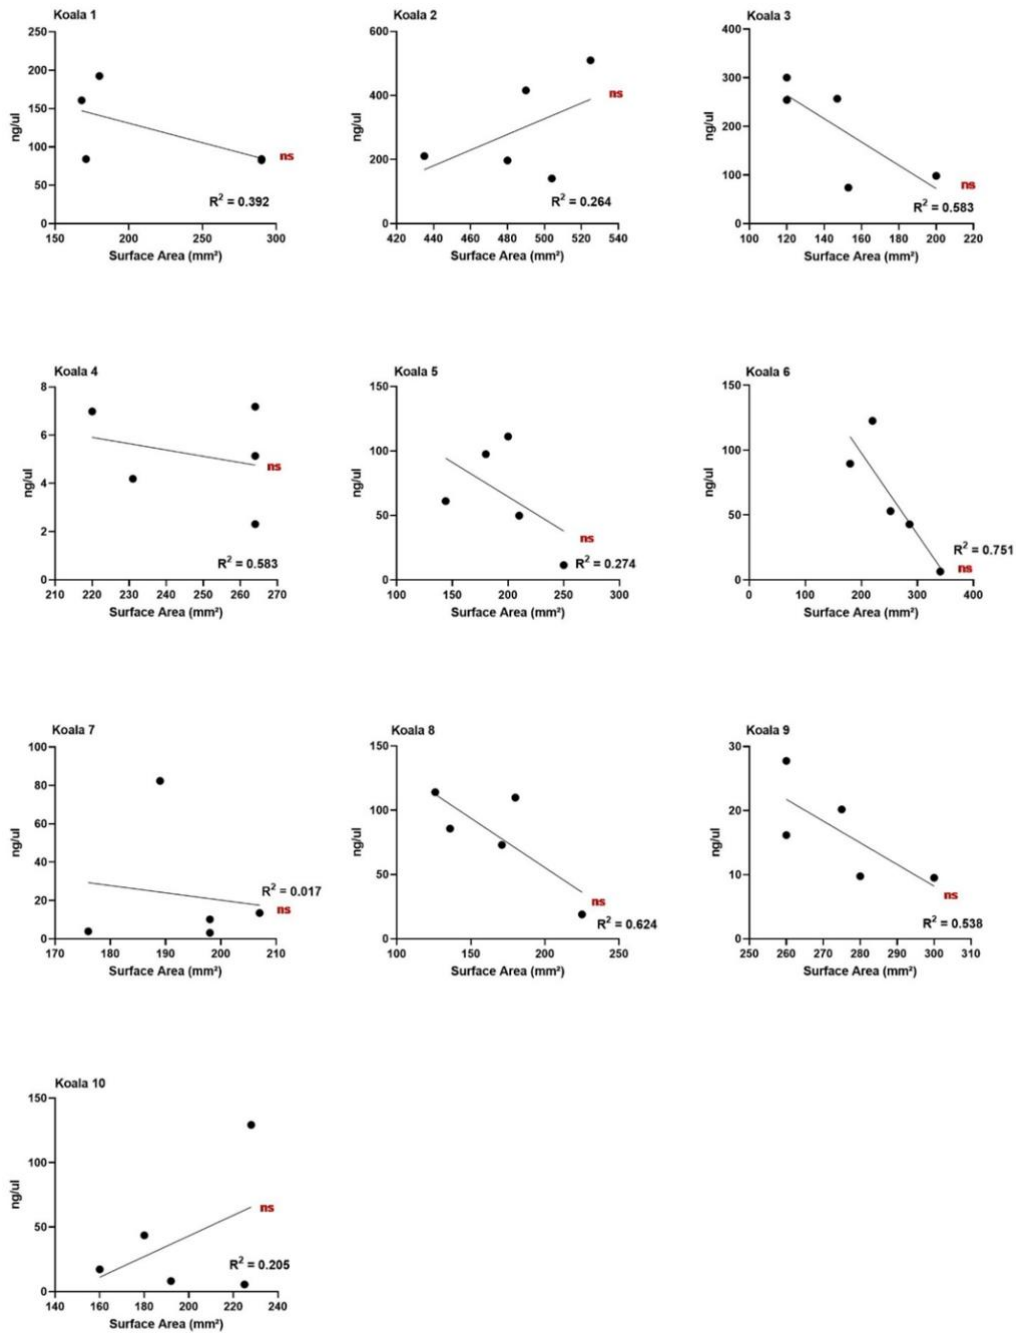 Koala 1
250
200
150
100
50
0
ng/ul
ns
R² = 0.392
150 200 250 300
Surface Area (mm²)
Koala 2
600
400
200
0
ng/ul
ns
R² = 0.264
420 440 460 480 500 520 540
Surface Area (mm²)
Koala 3
400
300
200
100
0
ng/ul
ns
R² = 0.583
100 120 140 160 180 200 220
Surface Area (mm²)
Koala 4
8
6
4
2
0
ng/ul
ns
R² = 0.583
210 220 230 240 250 260 270
Surface Area (mm²)
Koala 5
150
100
50
0
ng/ul
ns
R² = 0.274
100 150 200 250 300
Surface Area (mm²)
Koala 6
150
100
50
0
ng/ul
R² = 0.751
ns
0 100 200 300 400
Surface Area (mm²)
Koala 7
100
80
60
40
20
0
ng/ul
R² = 0.017
ns
170 180 190 200 210
Surface Area (mm²)
Koala 8
150
100
50
0
ng/ul
ns
R² = 0.624
100 150 200 250
Surface Area (mm²)
Koala 9
30
20
10
0
ng/ul
ns
R² = 0.538
250 260 270 280 290 300 310
Surface Area (mm²)
Koala 10
150
100
50
0
ng/ul
ns
R² = 0.205
140 160 180 200 220 240
Surface Area (mm²)